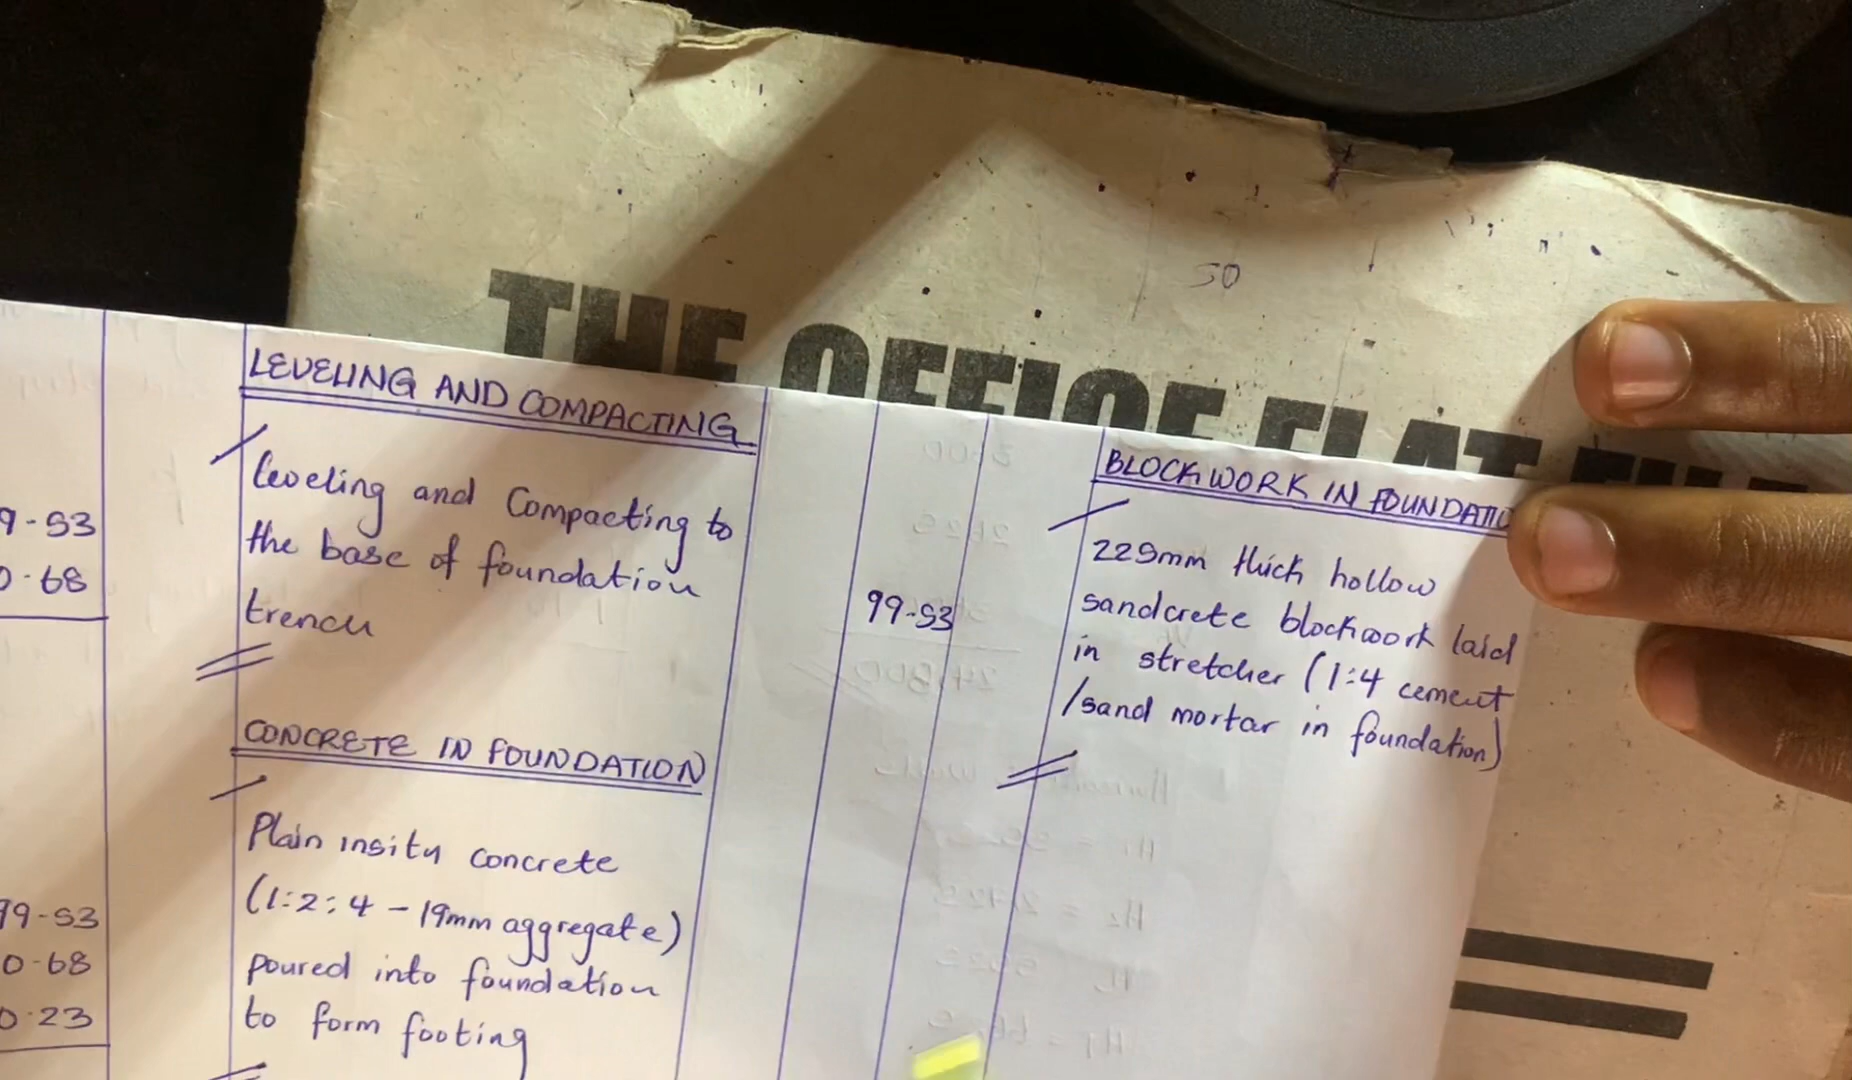 50
THE OFFICE FLAT FILE
LEVELING AND COMPACTING
leveling and Compacting to
the base of foundation
trench
9-53
0.68
CONCRETE IN FOUNDATION
Plain insitu concrete
(1:2:4 - 19mm aggregate)
poured into foundation
to form footing
99-53
0.68
0.23
99-53
BLOCKWORK IN FOUNDATIO
225mm thick hollow
sandcrete blockwork laid
in stretcher (1:4 cement
/sand mortar in foundation)